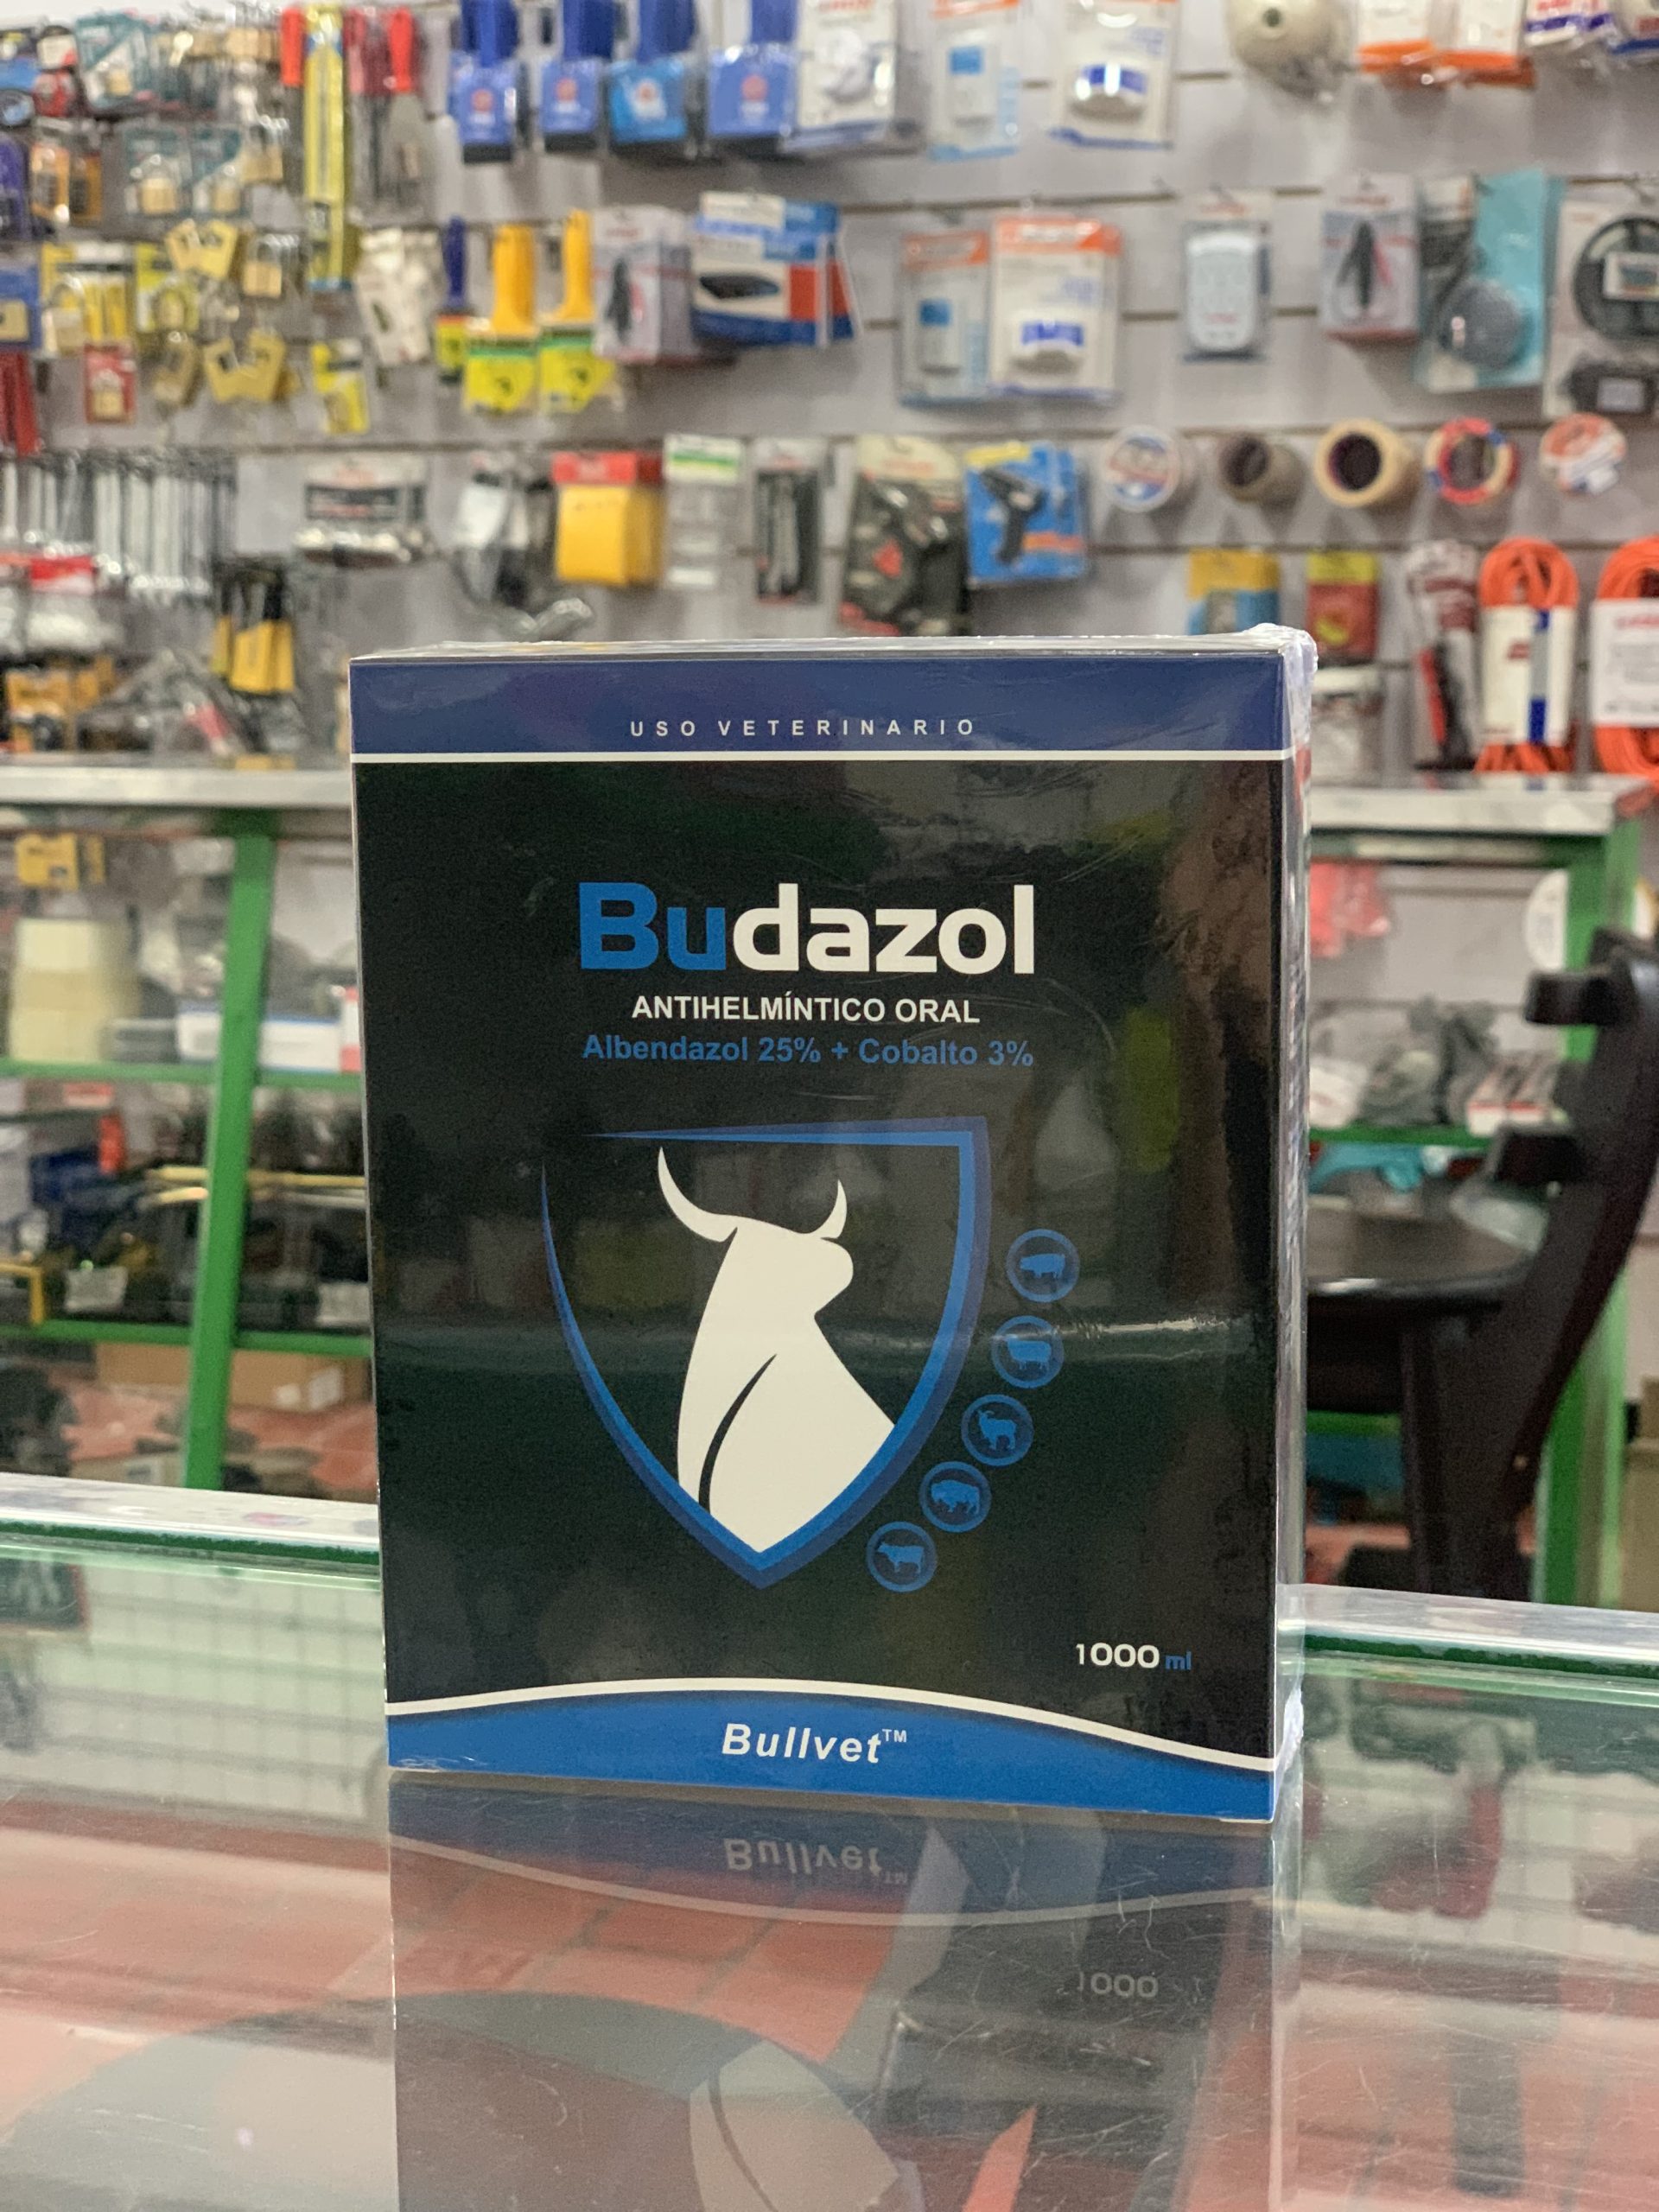 USO VETERINARIO
Budazol
ANTIHELMÍNTICO ORAL
Albendazol 25% + Cobalto 3%
1000 ml
Bullvet™